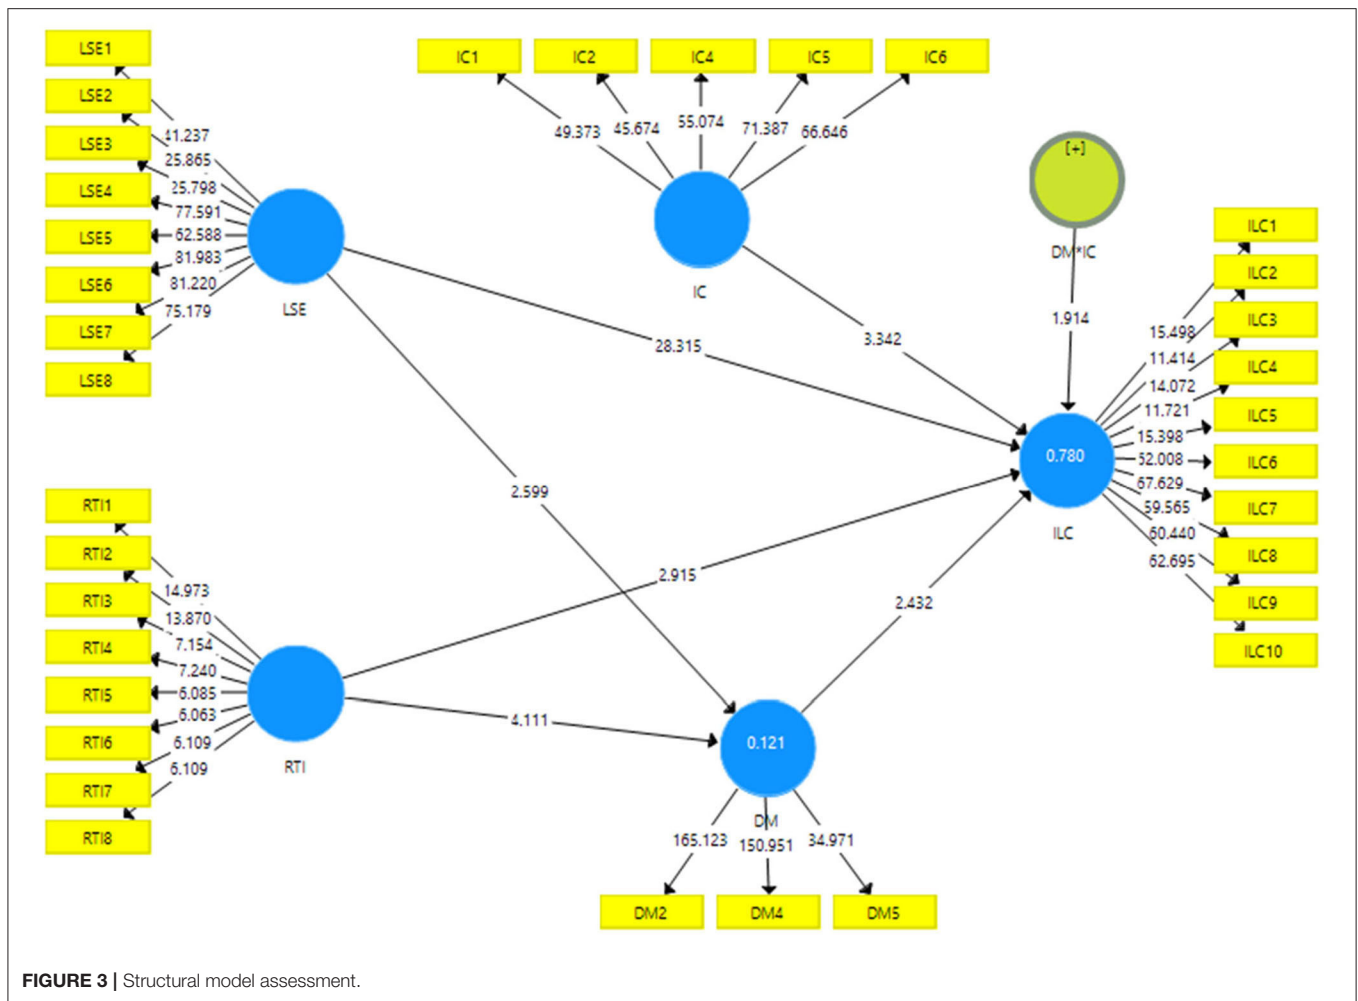 LSE1
LSE2
LSE3
LSE4
LSE5
LSE6
LSE7
LSE8
41.237
25.865
25.798
77.591
62.588
81.983
81.220
75.179
LSE
IC1 IC2 IC4 IC5 IC6
49.373 45.674 55.074 71.387 66.646
IC
[+]
DM*IC
1.914
28.315
3.342
2.599
2.915
2.432
4.111
ILC1
ILC2
ILC3
ILC4
ILC5
ILC6
ILC7
ILC8
ILC9
ILC10
15.498
11.414
14.072
11.721
15.398
52.008
67.629
59.565
60.440
62.695
0.780
ILC
RTI1
RTI2
RTI3
RTI4
RTI5
RTI6
RTI7
RTI8
14.973
13.870
7.154
7.240
6.085
6.063
6.109
6.109
RTI
0.121
DM
165.123 150.951 34.971
DM2 DM4 DM5
FIGURE 3 | Structural model assessment.